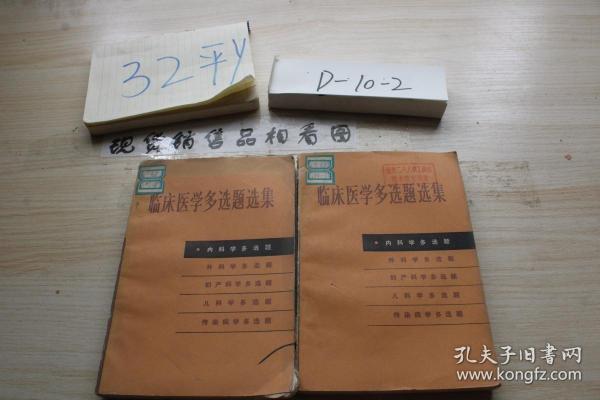 32平y
D-10-2
现货销售品相看图
临床医学多选题选集
· 内科学多选题
外科学多选题
妇产科学多选题
儿科学多选题
传染病学多选题
临床医学多选题选集
· 内科学多选题
外科学多选题
妇产科学多选题
儿科学多选题
传染病学多选题
孔夫子旧书网
www.kongfz.com